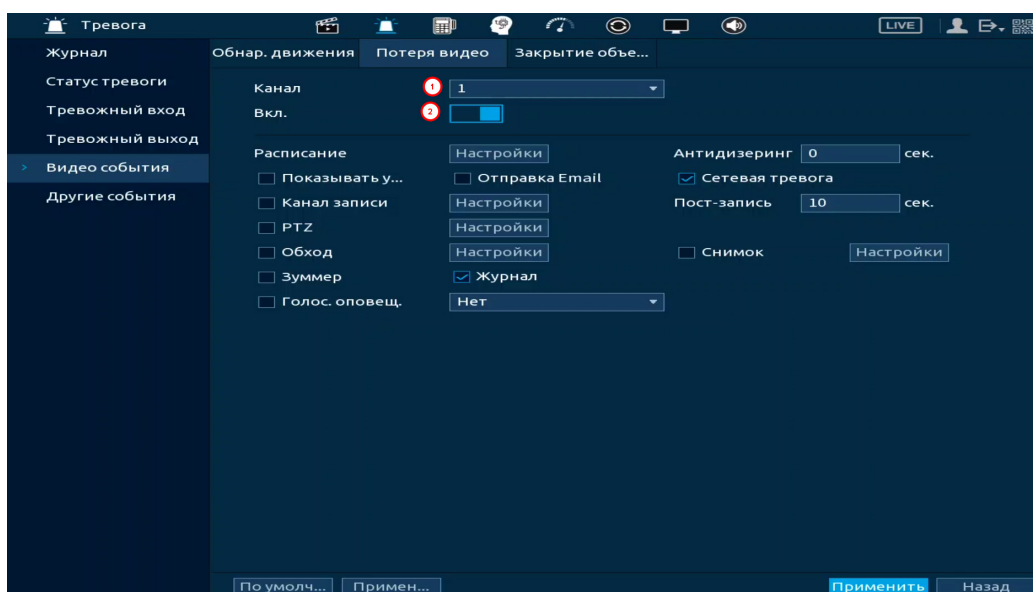 Тревога LIVE
Журнал Обнар. движения Потеря видео Закрытие объе...
Статус тревоги
Канал 1 1
Тревожный вход
Вкл. 2
Тревожный выход
Расписание Настройки Антидизеринг 0 сек.
Видео события
Показывать у... Отправка Email Сетевая тревога
Другие события
Канал записи Настройки Пост-запись 10 сек.
PTZ Настройки
Обход Настройки Снимок Настройки
Зуммер Журнал
Голос. оповещ. Нет
По умолч... Примен... Применить Назад